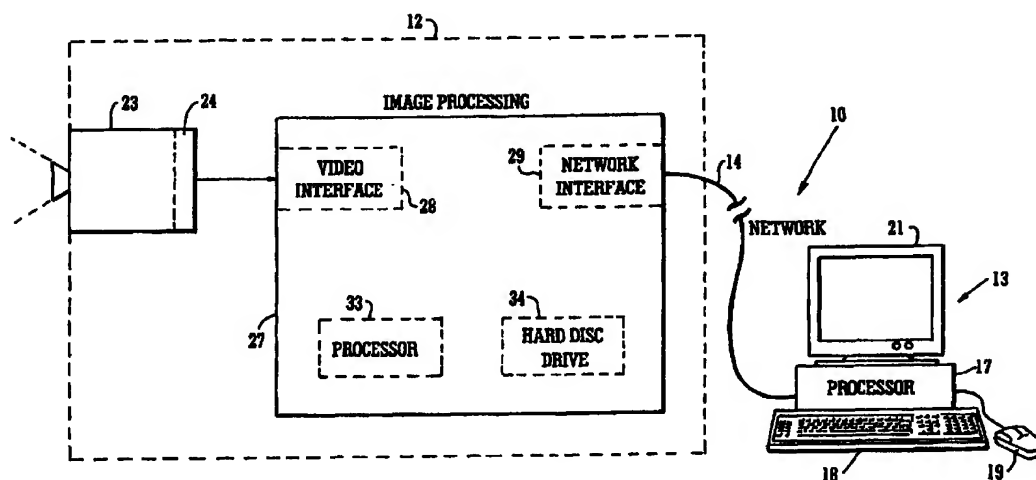 12
23
24
IMAGE PROCESSING
VIDEO
INTERFACE
28
29
NETWORK
INTERFACE
14
10
NETWORK
21
13
33
PROCESSOR
34
HARD DISC
DRIVE
27
17
PROCESSOR
18
19